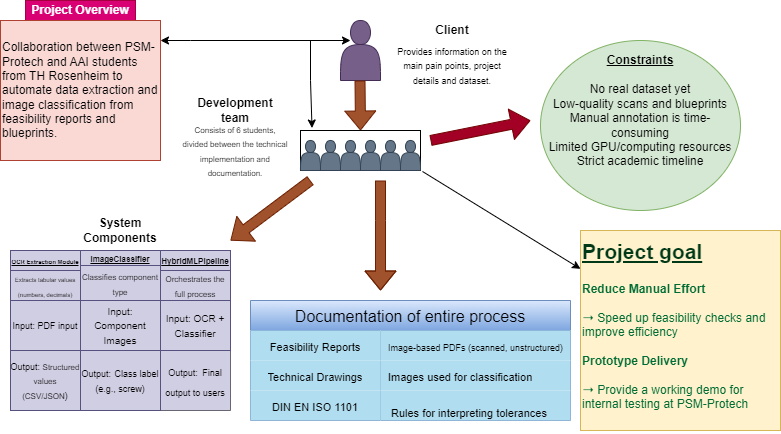 Project Overview
Collaboration between PSM-
Protech and AAI students
from TH Rosenheim to
automate data extraction and
image classification from
feasibility reports and
blueprints.
Client
Provides information on the
main pain points, project
details and dataset.
Development
team
Consists of 6 students,
divided between the technical
implementation and
documentation.
Constraints
No real dataset yet
Low-quality scans and blueprints
Manual annotation is time-
consuming
Limited GPU/computing resources
Strict academic timeline
System
Components
OCR Extraction Module
ImageClassifier
HybridMLPipeline
Extracts labular values
(numbers, decimals)
Classifies component
type
Orchestrates the
full process
Input: PDF input
Input:
Component
Images
Input: OCR +
Classifier
Output: Structured
values
(CSV/JSON)
Output: Class label
(e.g., screw)
Output: Final
output to users
Documentation of entire process
Feasibility Reports
Image-based PDFs (scanned, unstructured)
Technical Drawings
Images used for classification
DIN EN ISO 1101
Rules for interpreting tolerances
Project goal
Reduce Manual Effort
→ Speed up feasibility checks and
improve efficiency
Prototype Delivery
→ Provide a working demo for
internal testing at PSM-Protech